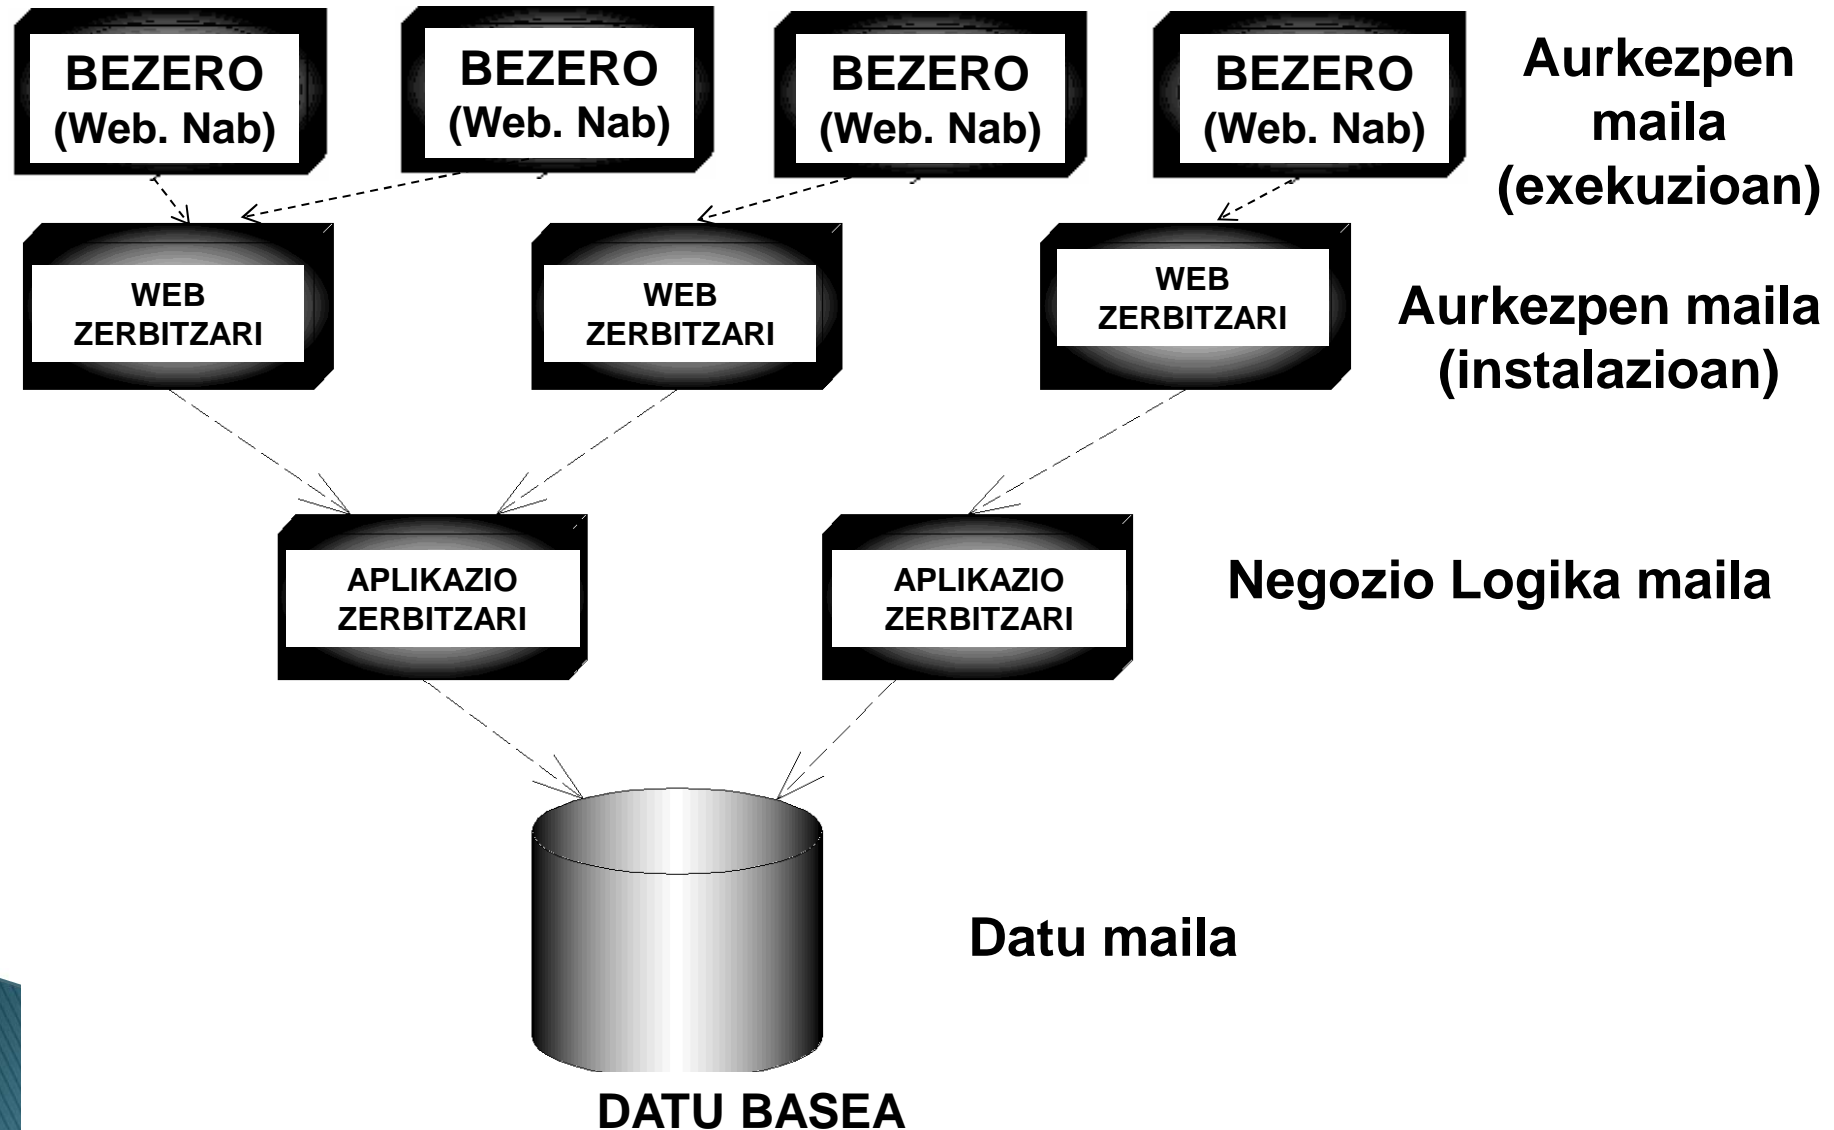 BEZERO
(Web. Nab)
BEZERO
(Web. Nab)
BEZERO
(Web. Nab)
BEZERO
(Web. Nab)
Aurkezpen
maila
(exekuzioan)
WEB
ZERBITZARI
WEB
ZERBITZARI
WEB
ZERBITZARI
Aurkezpen maila
(instalazioan)
APLIKAZIO
ZERBITZARI
APLIKAZIO
ZERBITZARI
Negozio Logika maila
Datu maila
DATU BASEA